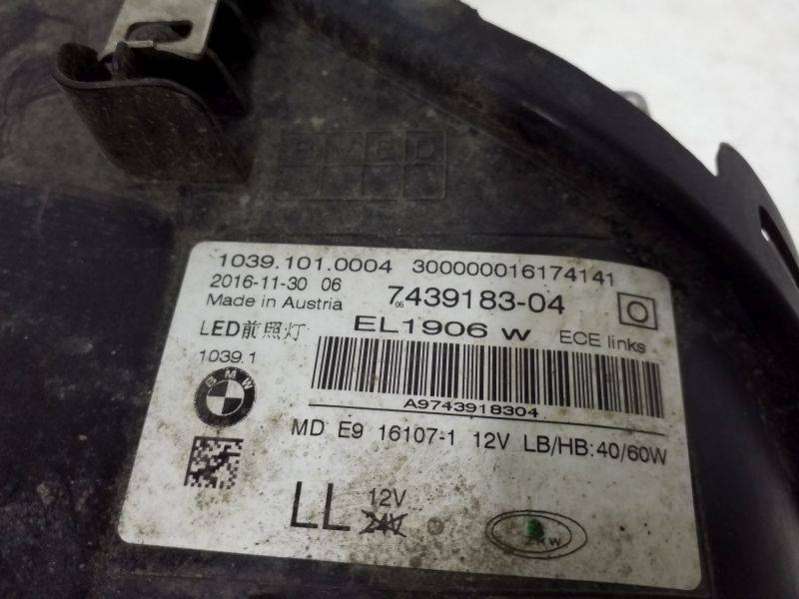 1039.101.0004 300000016174141
2016-11-30 06
7439183-04
06
Made in Austria
LED前照灯 EL1906 W ECE links
1039.1
BMW
A9743918304
MD E9 16107-1 12V LB/HB:40/60W
LL 12V
24V